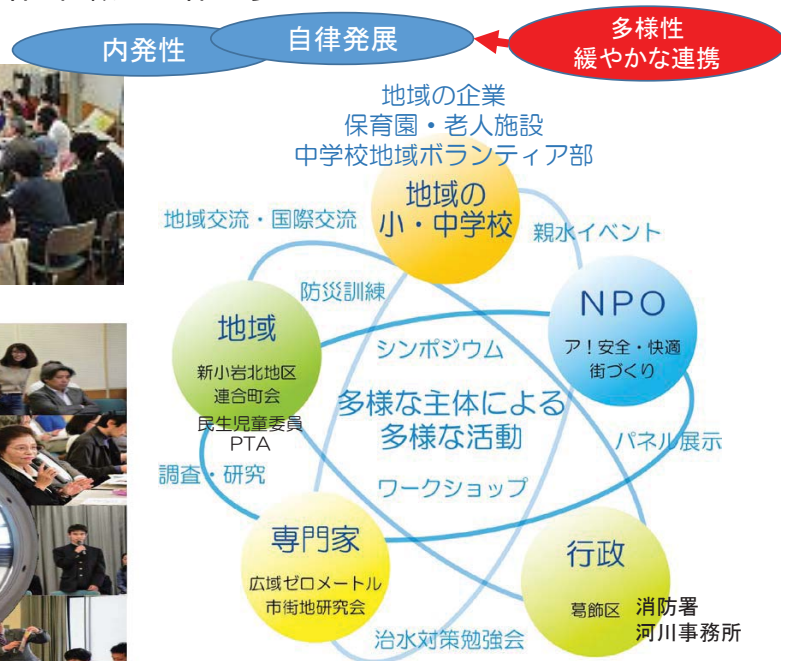 内発性
自律発展
多様性
緩やかな連携
地域の企業
保育園・老人施設
中学校地域ボランティア部
地域の
小・中学校
地域交流・国際交流
親水イベント
防災訓練
NPO
ア!安全・快適
街づくり
地域
新小岩北地区
連合町会
民生児童委員
PTA
シンポジウム
多様な主体による
多様な活動
パネル展示
調査・研究
ワークショップ
専門家
広域ゼロメートル
市街地研究会
行政
葛飾区
消防署
河川事務所
治水対策勉強会